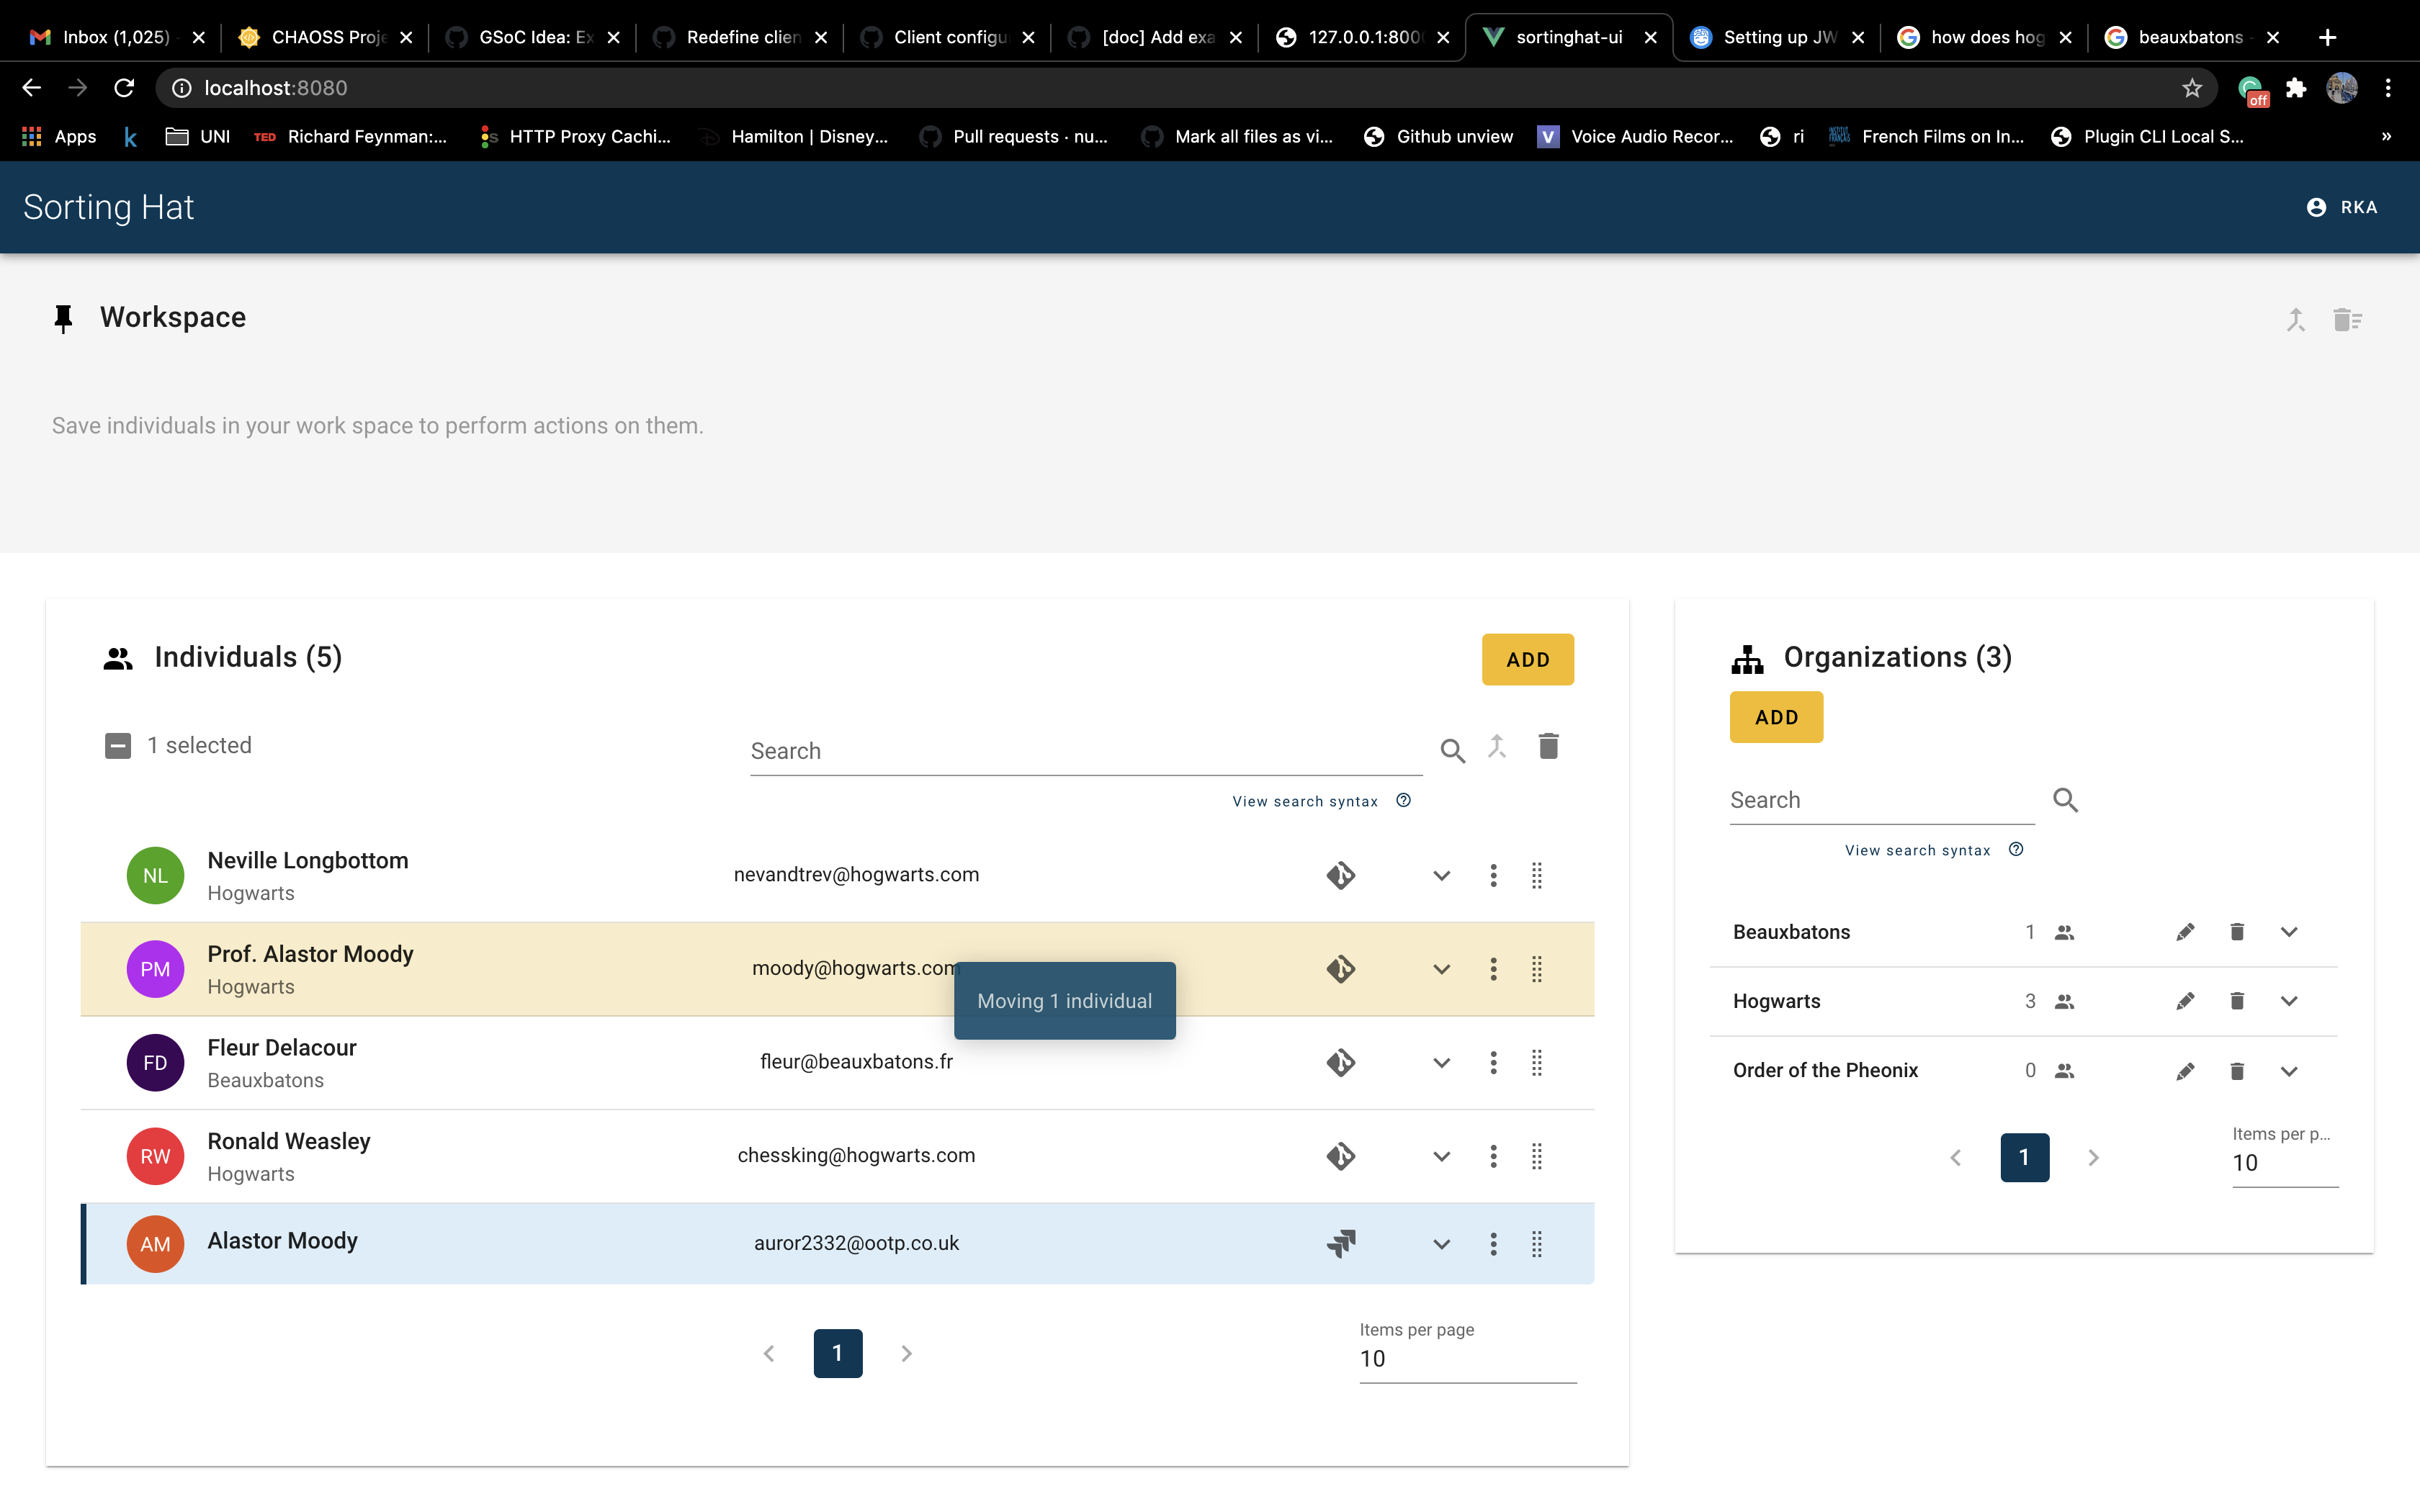 Inbox (1,025)
CHAOSS Proje
GSoC Idea: Ex
Redefine clien
Client configu
[doc] Add exa
127.0.0.1:800
sortinghat-ui
Setting up JW
how does hog
beauxbatons -
localhost:8080
off
Apps
k
UNI
TED
Richard Feynman:...
HTTP Proxy Cachi...
Hamilton | Disney...
Pull requests · nu...
Mark all files as vi...
Github unview
V
Voice Audio Recor...
ri
French Films on In...
Plugin CLI Local S...
»
Sorting Hat
RKA
Workspace
Save individuals in your work space to perform actions on them.
Individuals (5)
ADD
1 selected
Search
View search syntax
NL
Neville Longbottom
Hogwarts
nevandtrev@hogwarts.com
PM
Prof. Alastor Moody
Hogwarts
moody@hogwarts.com
Moving 1 individual
FD
Fleur Delacour
Beauxbatons
fleur@beauxbatons.fr
RW
Ronald Weasley
Hogwarts
chessking@hogwarts.com
AM
Alastor Moody
auror2332@ootp.co.uk
1
Items per page
10
Organizations (3)
ADD
Search
View search syntax
Beauxbatons
1
Hogwarts
3
Order of the Pheonix
0
1
Items per p...
10